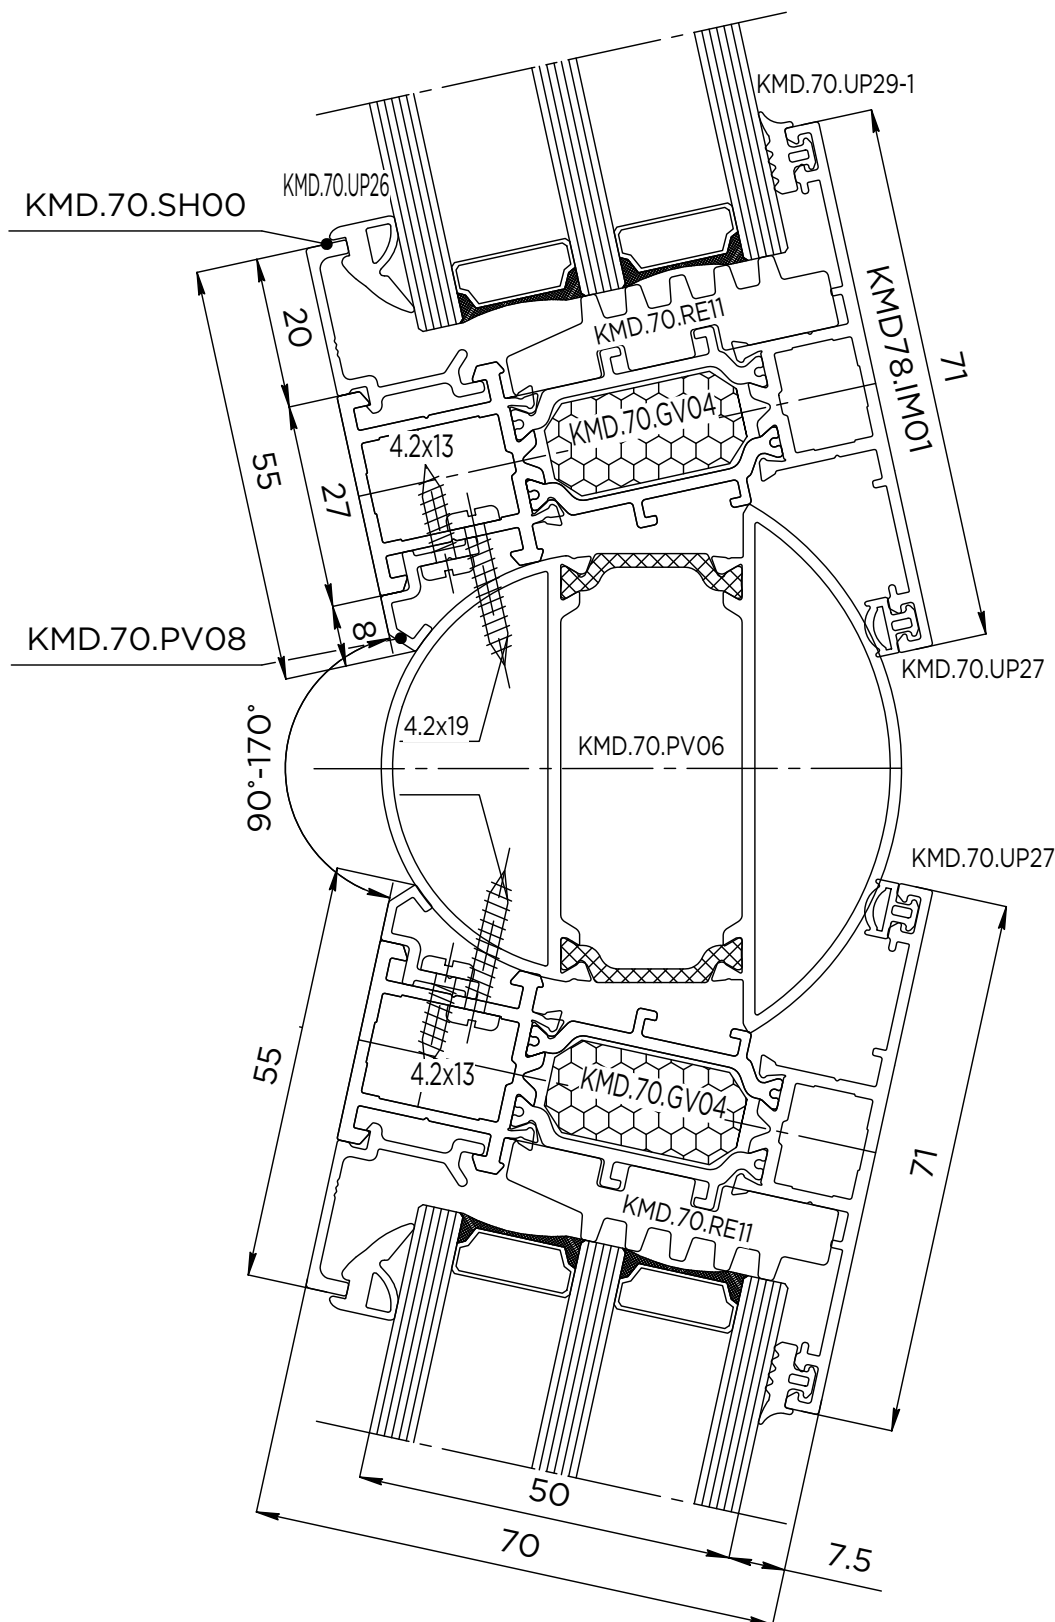 KMD.70.UP29-1
KMD.70.UP26
KMD.70.SH00
KMD.70.RE11
KMD78.IM01
71
20
KMD.70.GV04
4.2x13
55
27
8
KMD.70.PV08
KMD.70.UP27
4.2x19
KMD.70.PV06
90°-170°
KMD.70.UP27
55
4.2x13
KMD.70.GV04
71
KMD.70.RE11
50
70
7.5